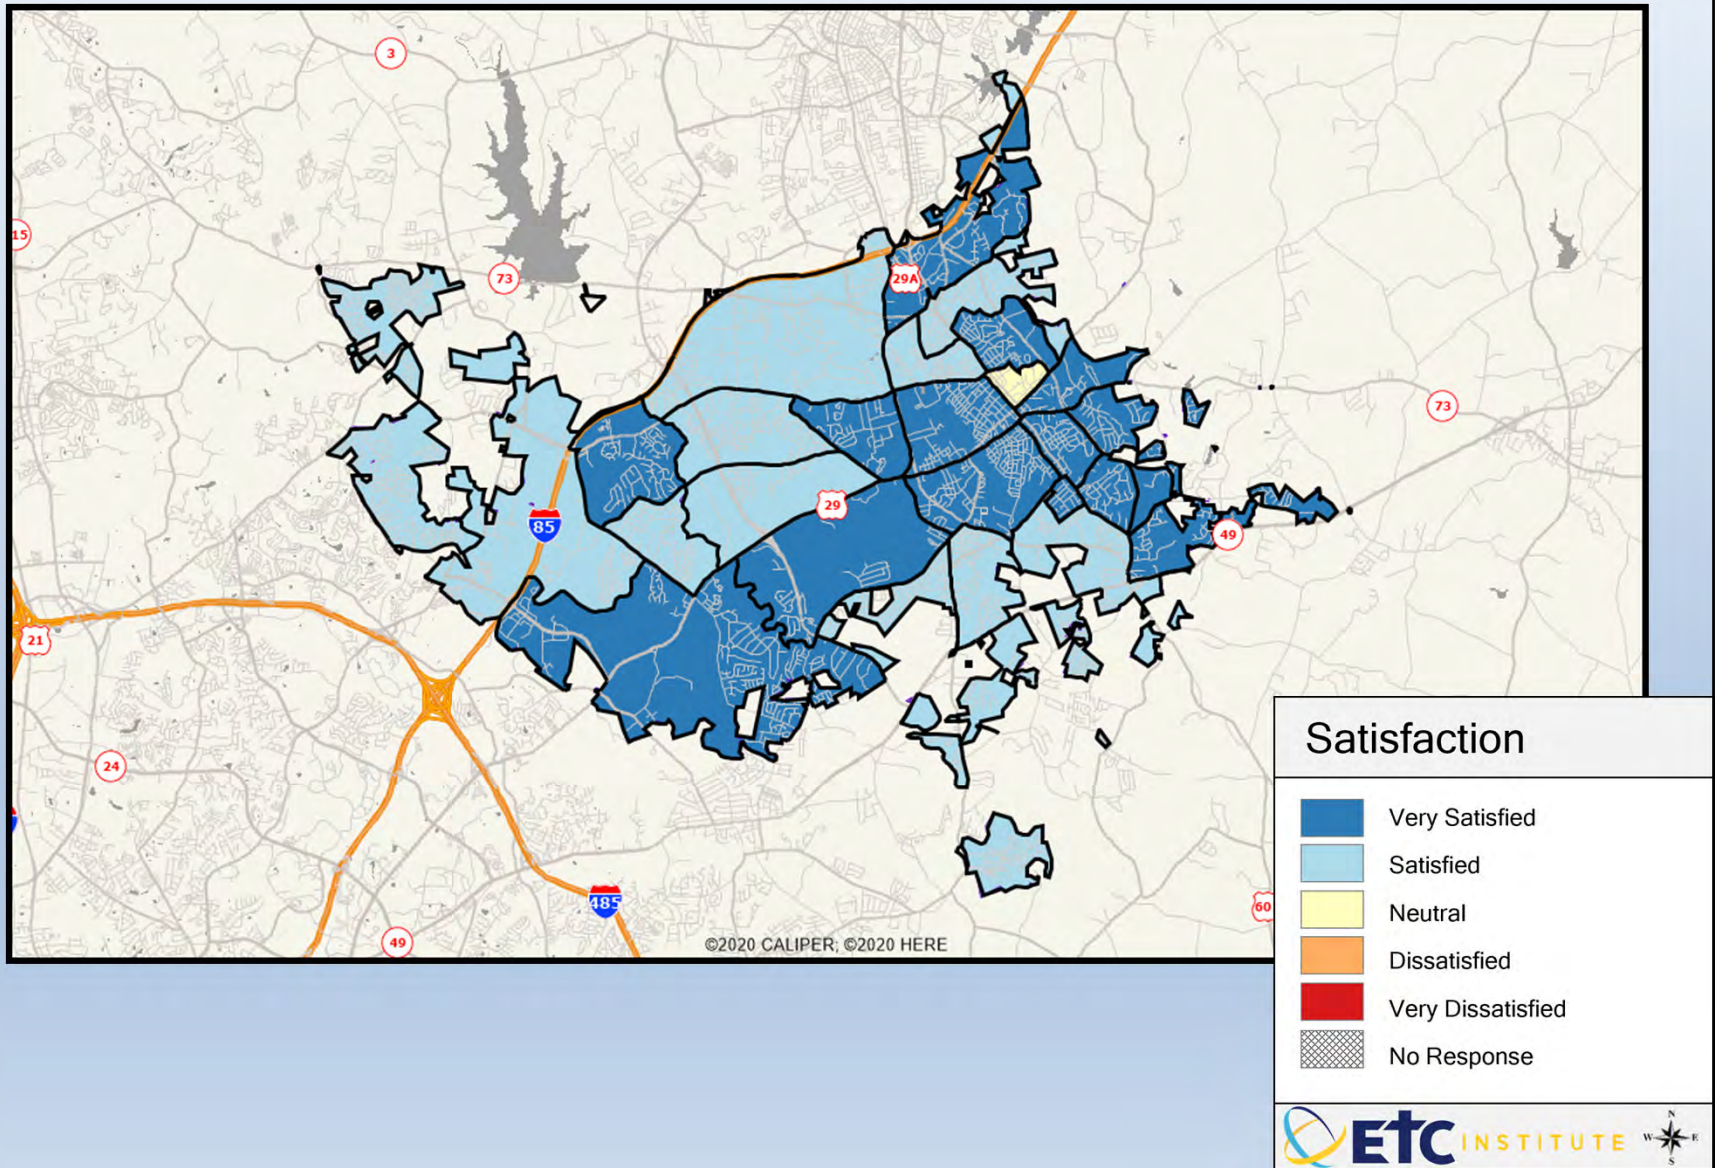 3
15
73
29A
73
29
85
49
21
24
485
60
49
©2020 CALIPER; ©2020 HERE
Satisfaction
Very Satisfied
Satisfied
Neutral
Dissatisfied
Very Dissatisfied
No Response
ETC INSTITUTE
N
W E
S